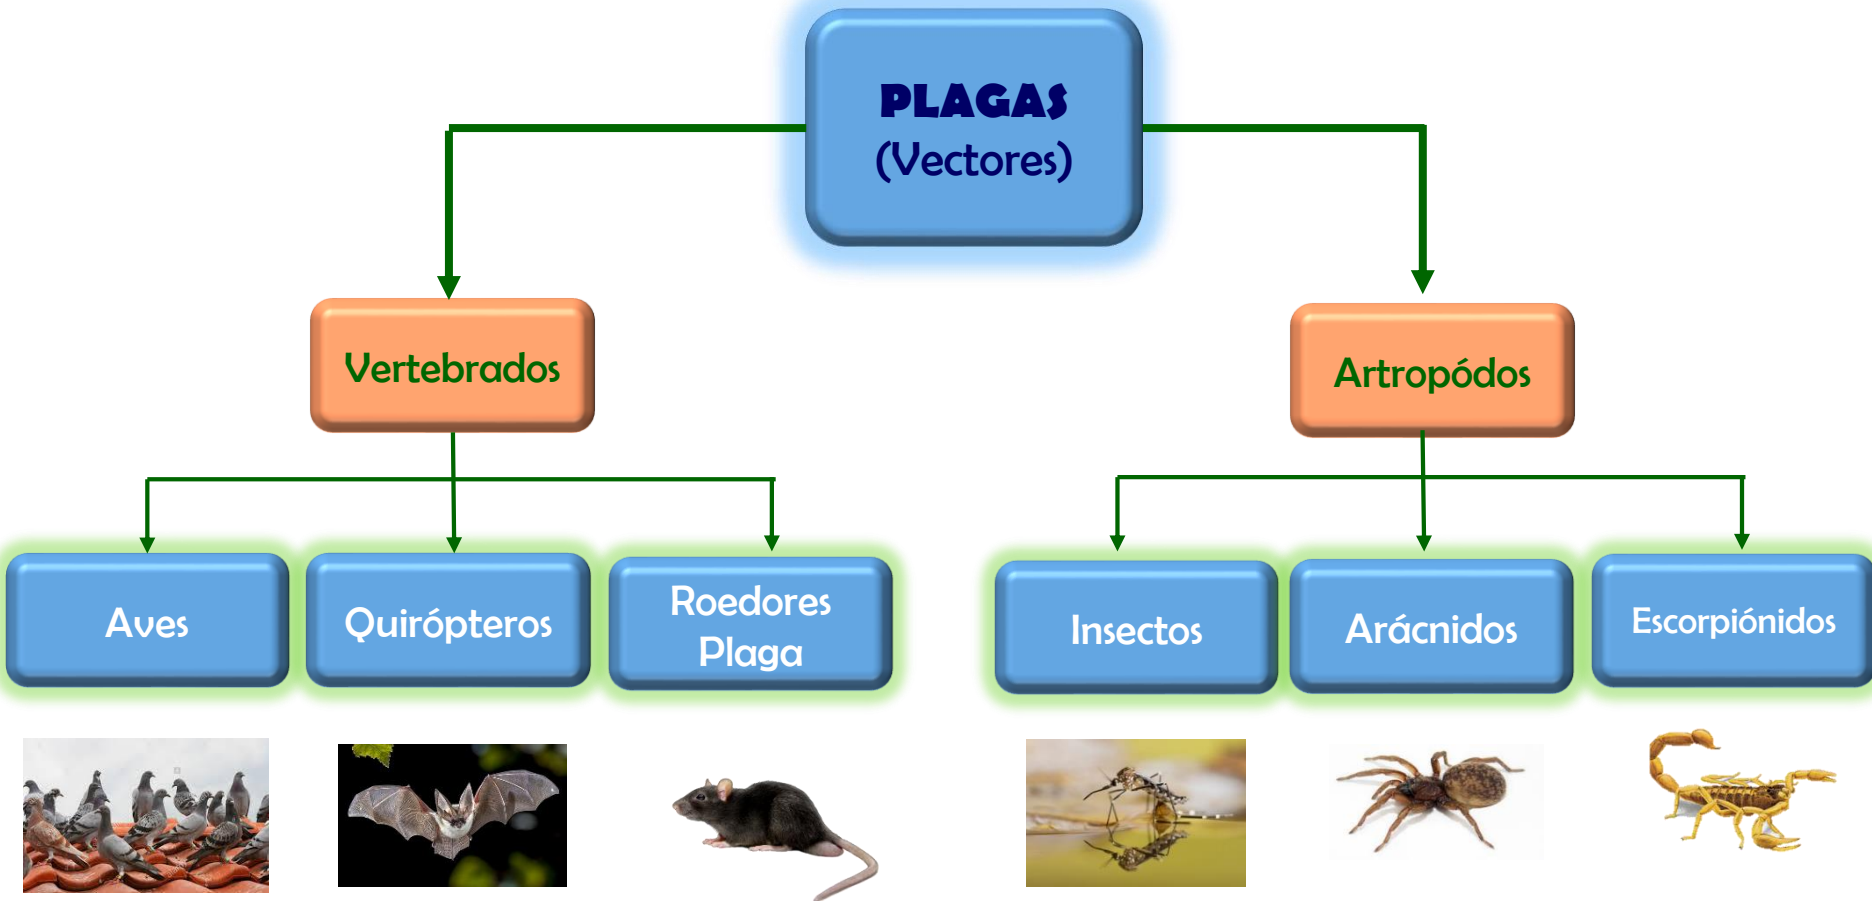 PLAGAS
(Vectores)
Vertebrados
Artropódos
Aves
Quirópteros
Roedores
Plaga
Insectos
Arácnidos
Escorpiónidos